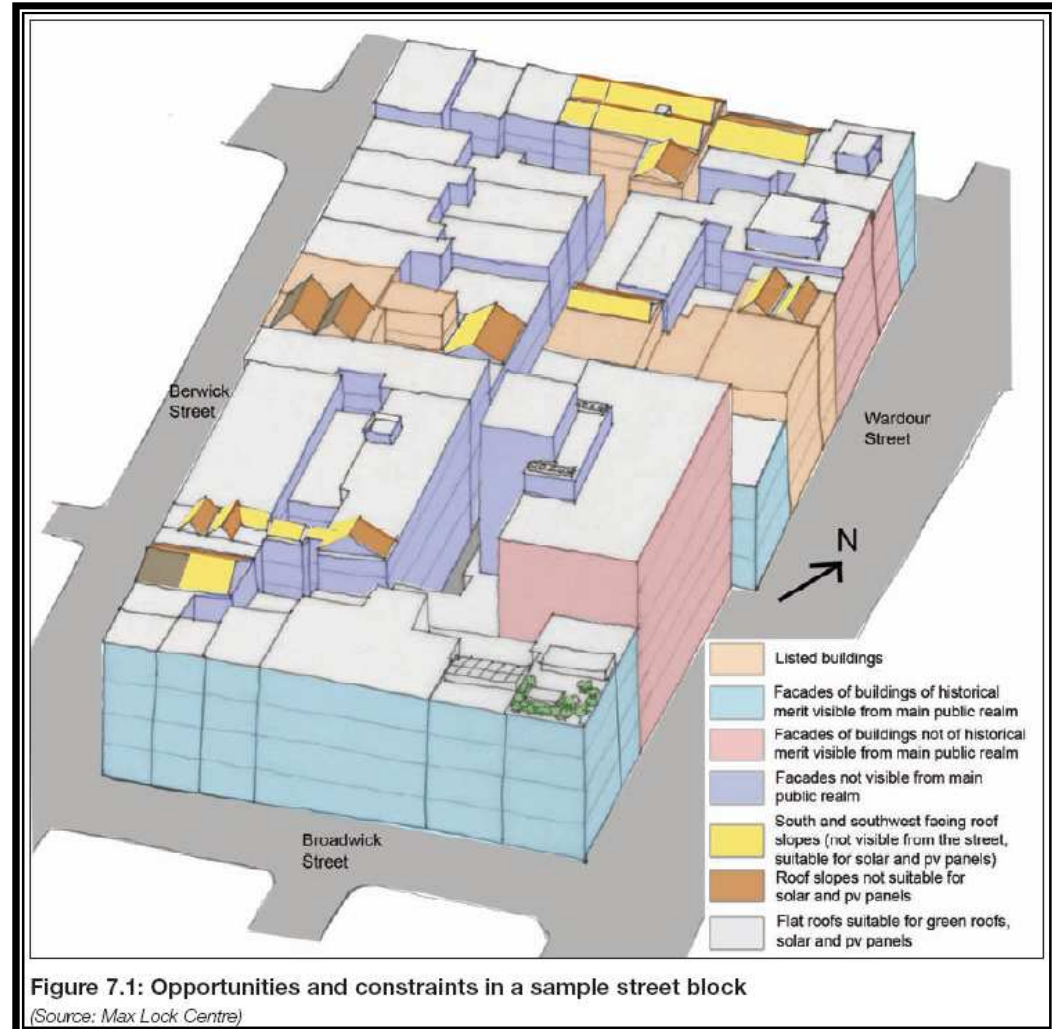 Berwick
Street
Wardour
Street
N
Broadwick
Street
Listed buildings
Facades of buildings of historical
merit visible from main public realm
Facades of buildings not of historical
merit visible from main public realm
Facades not visible from main
public realm
South and southwest facing roof
slopes (not visible from the street,
suitable for solar and pv panels)
Roof slopes not suitable for
solar and pv panels
Flat roofs suitable for green roofs,
solar and pv panels
Figure 7.1: Opportunities and constraints in a sample street block
(Source: Max Lock Centre)